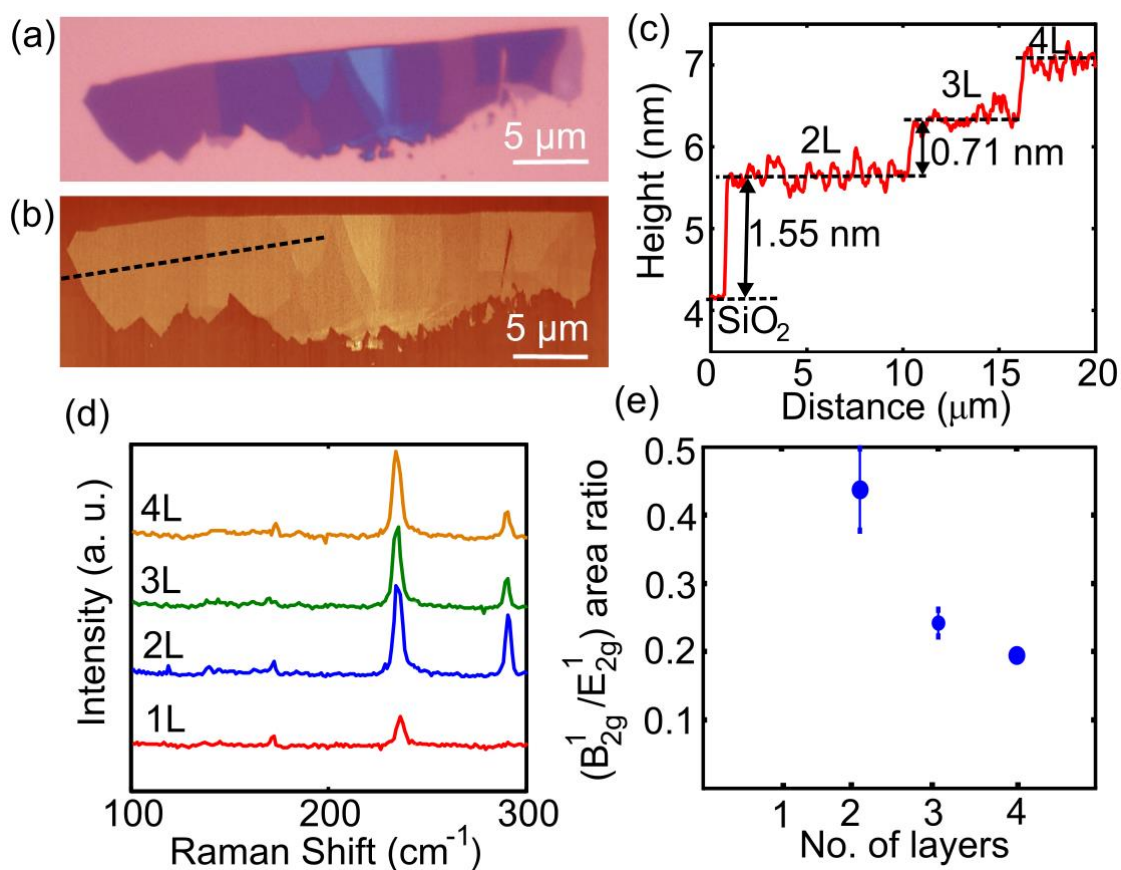 (a)
5 µm
(b)
5 µm
(c)
Height (nm)
7
6
5
4
4L
3L
0.71 nm
2L
1.55 nm
SiO₂
0 5 10 15 20
Distance (µm)
(d)
Intensity (a. u.)
4L
3L
2L
1L
100 200 300
Raman Shift (cm⁻¹)
(e)
(B¹₂g/E¹₂g) area ratio
0.5
0.4
0.3
0.2
0.1
1 2 3 4
No. of layers